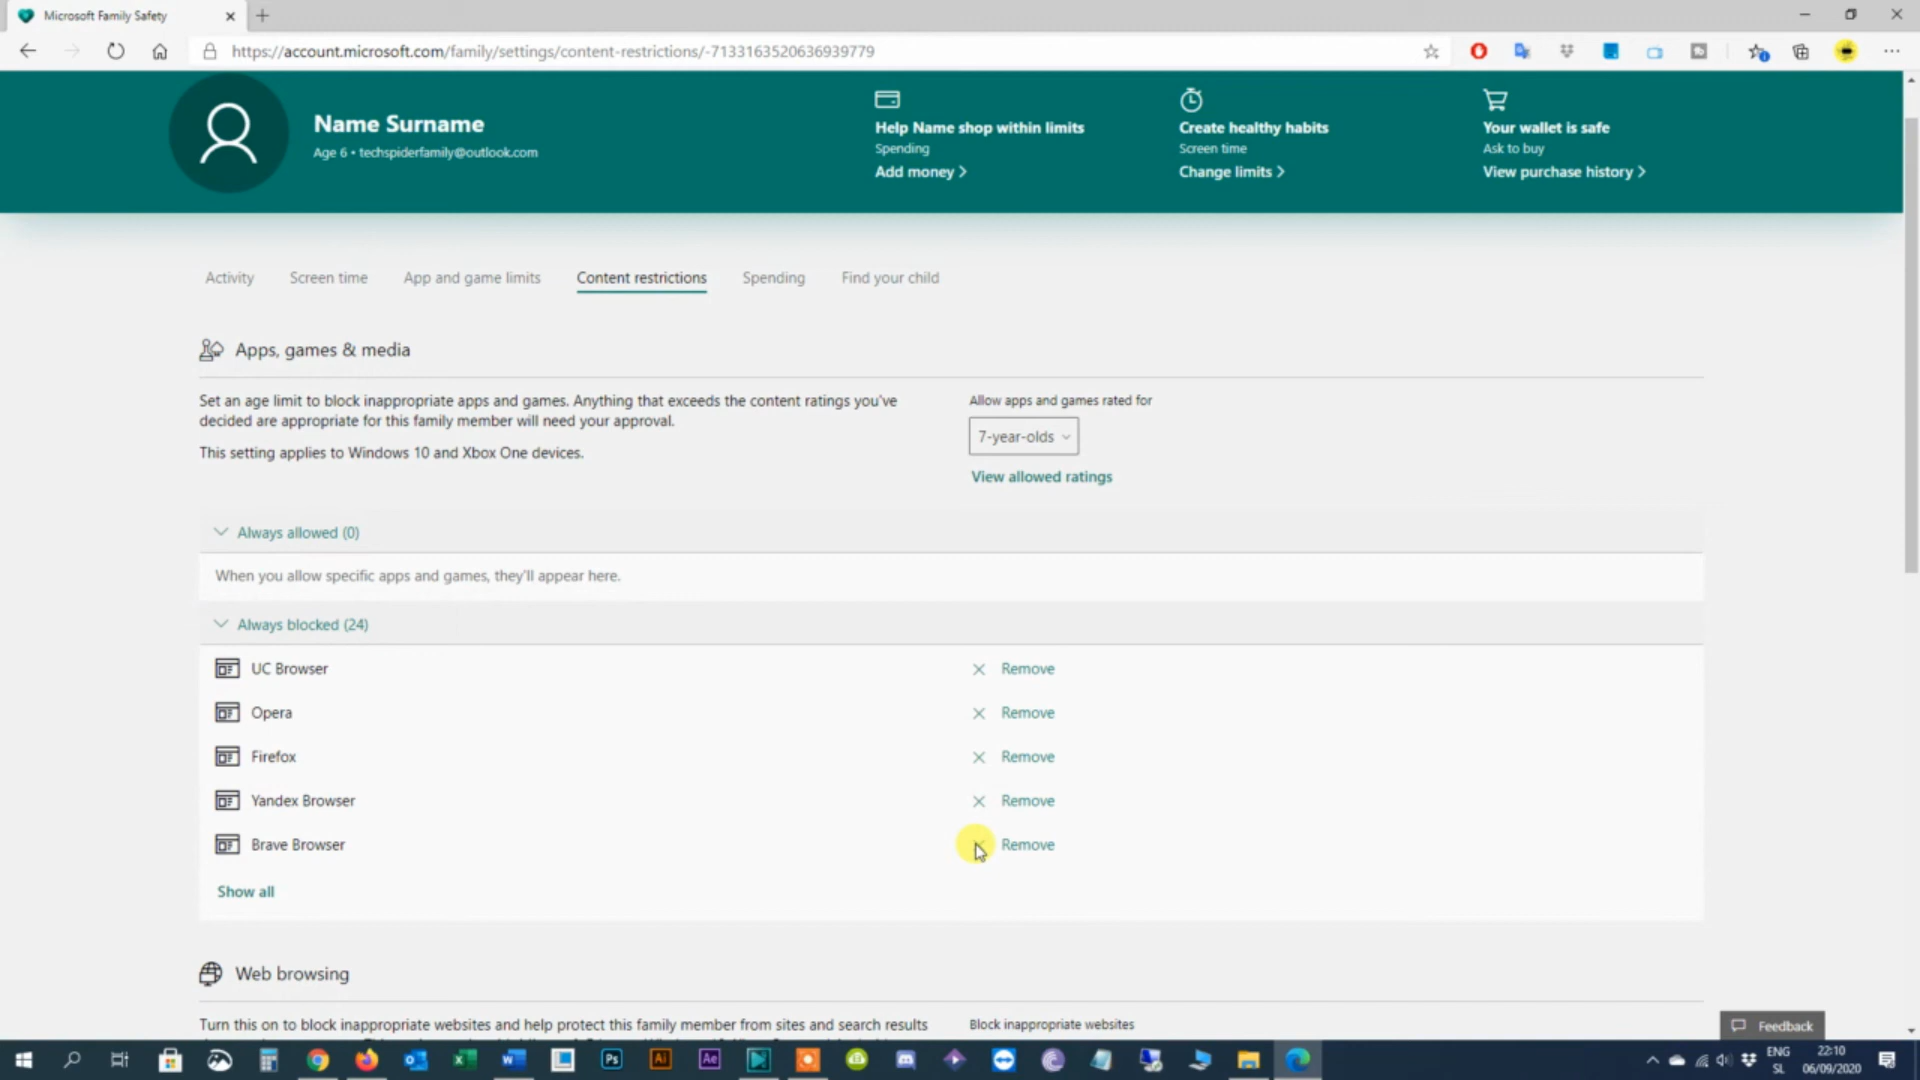 Microsoft Family Safety
https://account.microsoft.com/family/settings/content-restrictions/-7133163520636939779
Name Surname
Age 6 • techspiderfamily@outlook.com
Help Name shop within limits
Spending
Add money
Create healthy habits
Screen time
Change limits
Your wallet is safe
Ask to buy
View purchase history
Activity Screen time App and game limits Content restrictions Spending Find your child
Apps, games & media
Set an age limit to block inappropriate apps and games. Anything that exceeds the content ratings you've
decided are appropriate for this family member will need your approval.
This setting applies to Windows 10 and Xbox One devices.
Allow apps and games rated for
7-year-olds
View allowed ratings
Always allowed (0)
When you allow specific apps and games, they'll appear here.
Always blocked (24)
UC Browser Remove
Opera Remove
Firefox Remove
Yandex Browser Remove
Brave Browser Remove
Show all
Web browsing
Turn this on to block inappropriate websites and help protect this family member from sites and search results
Block inappropriate websites
Feedback
Ps
Ai
Ae
ENG
SL
22:10
06/09/2020